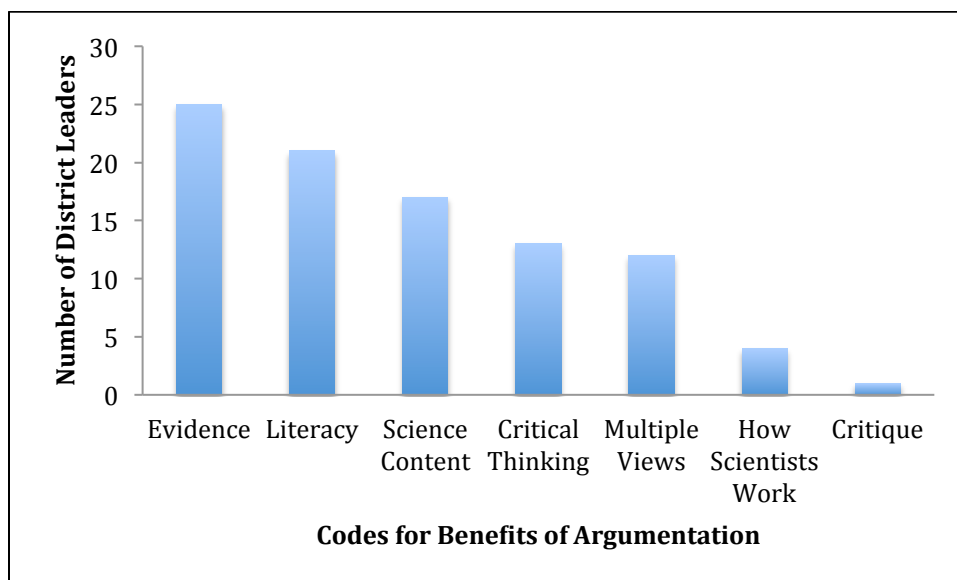 Number of District Leaders
30
25
20
15
10
5
0
Evidence Literacy Science Critical Multiple How Critique
Content Thinking Views Scientists
Work
Codes for Benefits of Argumentation